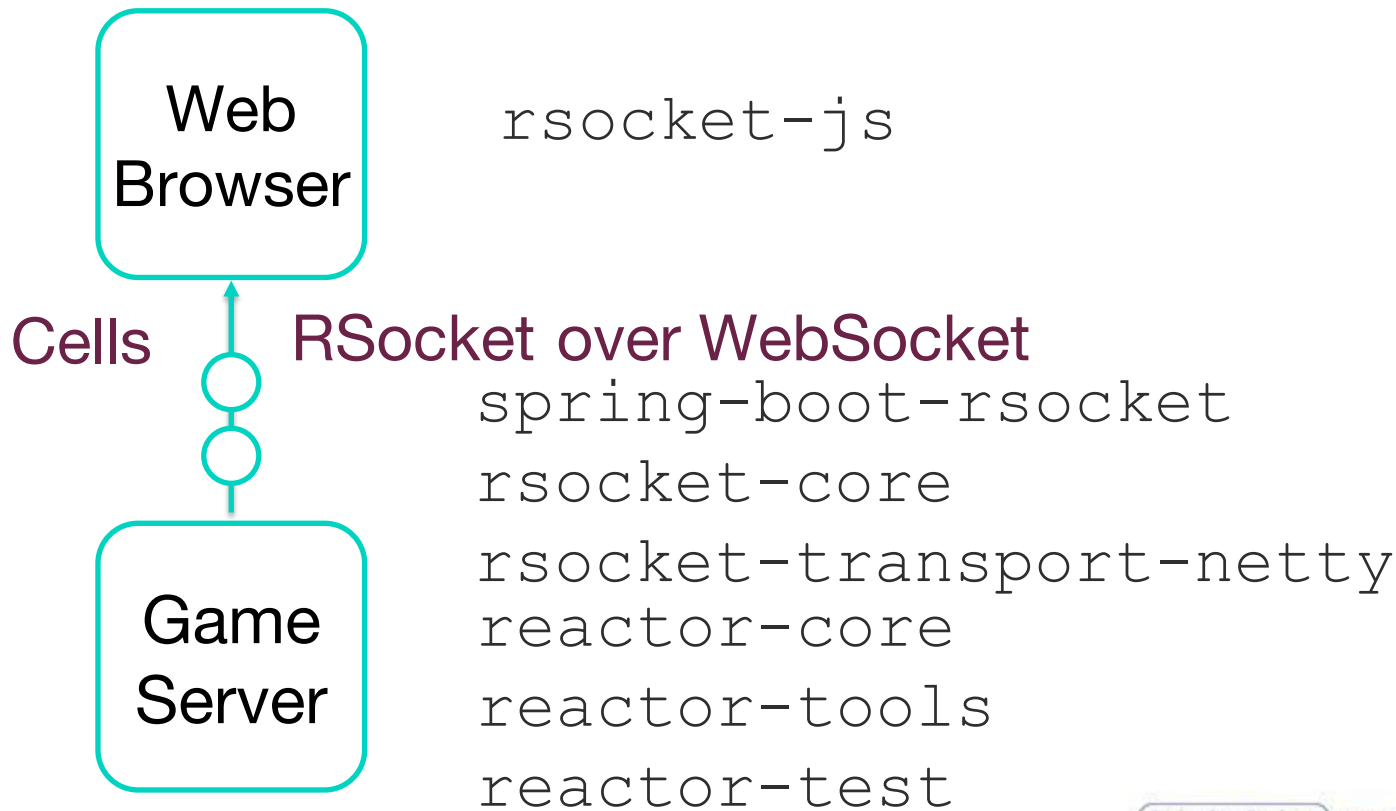 Web
Browser
rsocket-js
Cells
RSocket over WebSocket
spring-boot-rsocket
rsocket-core
rsocket-transport-netty
Game
Server
reactor-core
reactor-tools
reactor-test